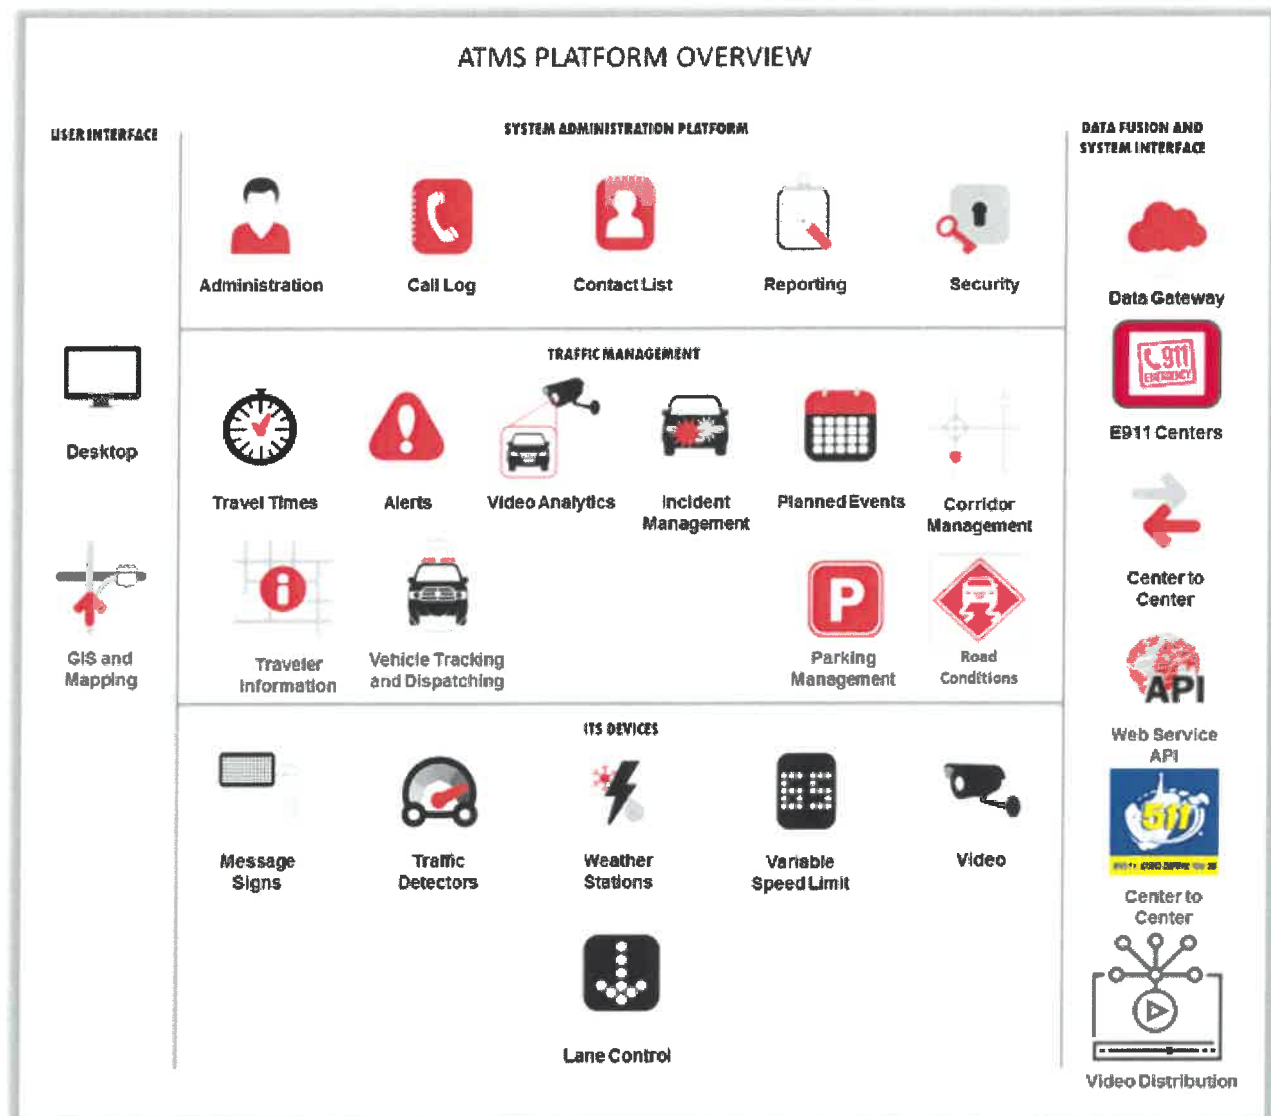 ATMS PLATFORM OVERVIEW
USER INTERFACE
Desktop
GIS and
Mapping
SYSTEM ADMINISTRATION PLATFORM
Administration
Call Log
Contact List
Reporting
Security
TRAFFIC MANAGEMENT
Travel Times
Alerts
Video Analytics
Incident
Management
Planned Events
Corridor
Management
Traveler
Information
Vehicle Tracking
and Dispatching
P
Parking
Management
Road
Conditions
ITS DEVICES
Message
Signs
Traffic
Detectors
Weather
Stations
65
Variable
Speed Limit
Video
Lane Control
DATA FUSION AND
SYSTEM INTERFACE
Data Gateway
911
EMERGENCY
E911 Centers
Center to
Center
API
Web Service
API
511
Center to
Center
Video Distribution